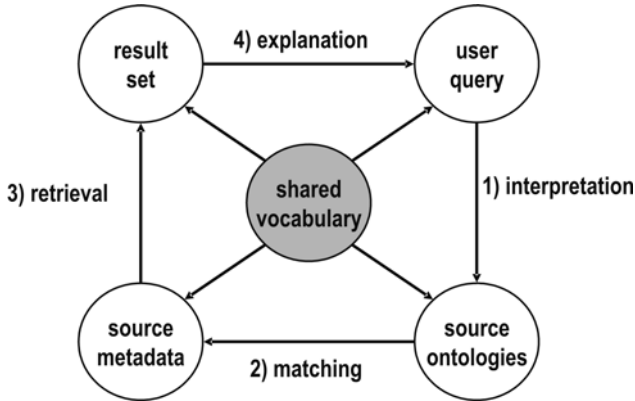 result
set
4) explanation
user
query
3) retrieval
shared
vocabulary
1) interpretation
source
metadata
2) matching
source
ontologies